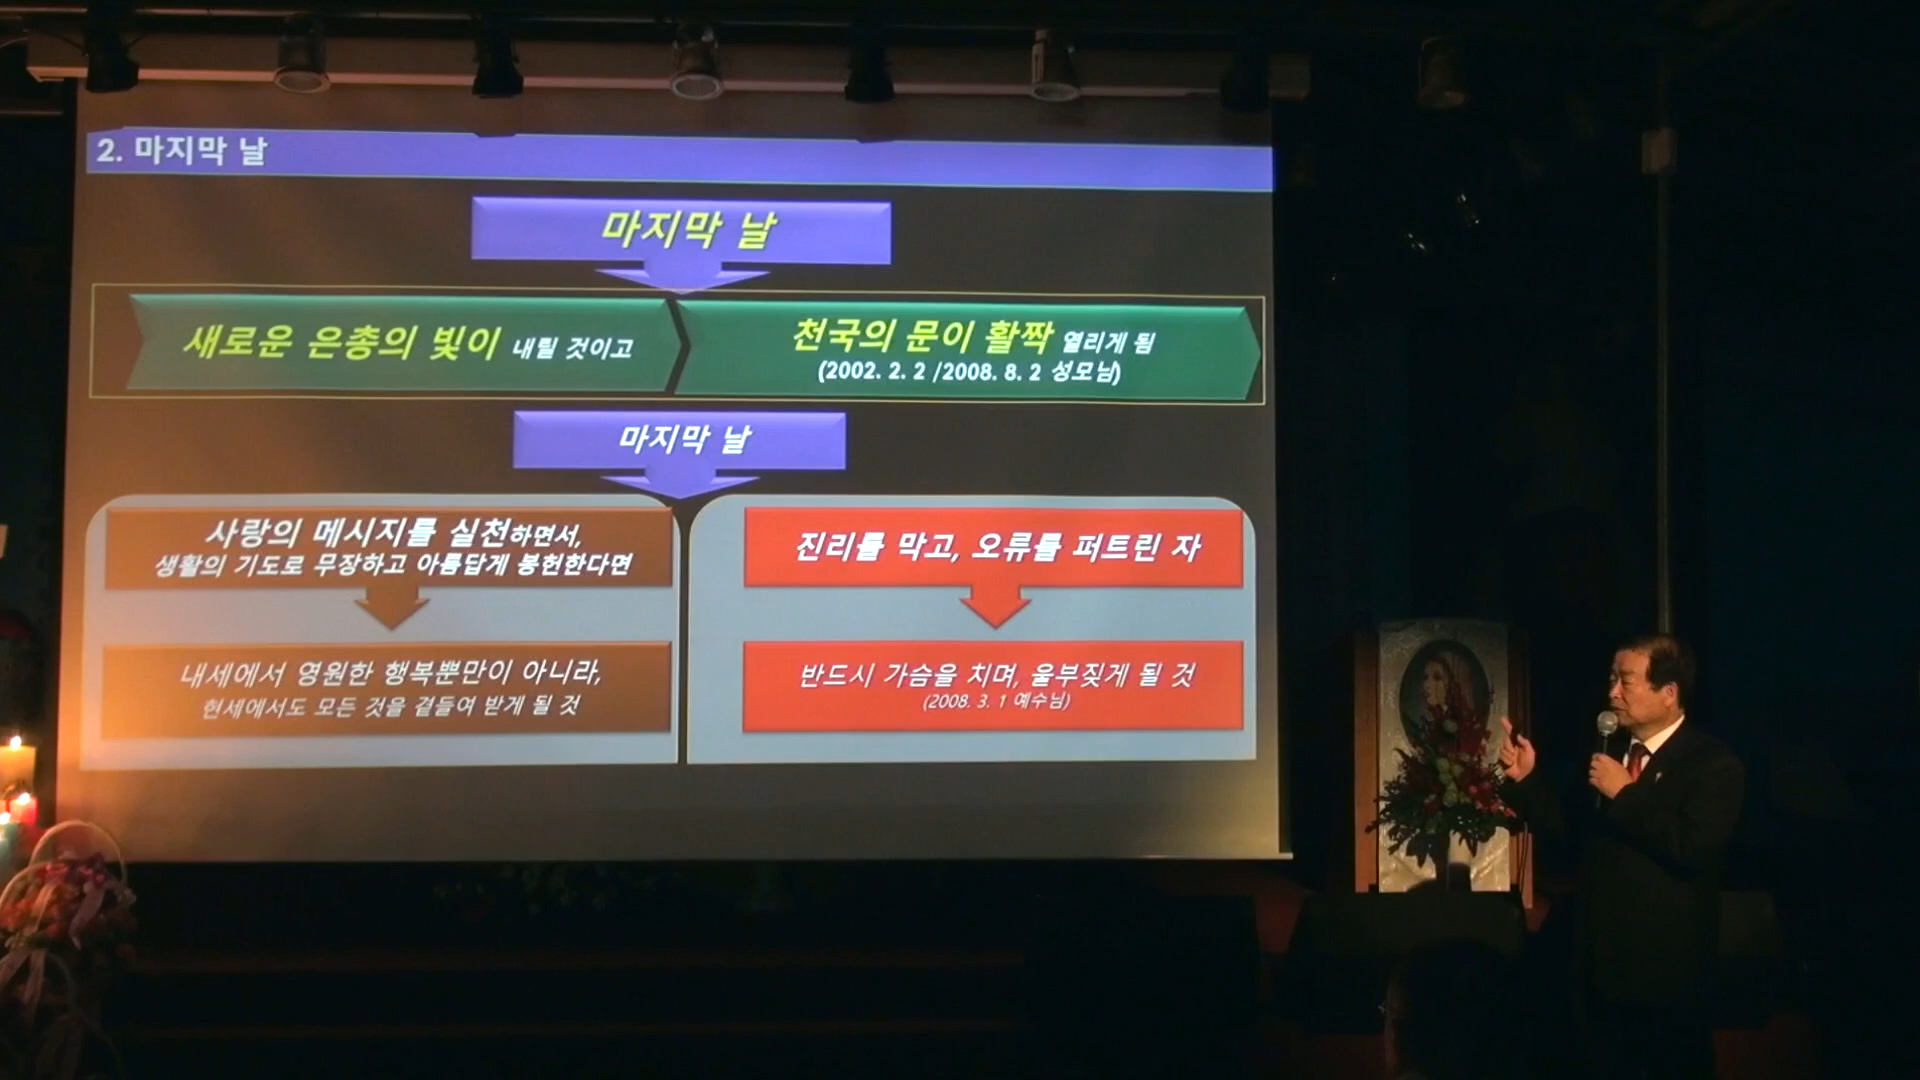 2. 마지막 날
마지막 날
새로운 은총의 빛이 내릴 것이고
천국의 문이 활짝 열리게 됨
(2002. 2. 2 /2008. 8. 2 성모님)
마지막 날
사랑의 메시지를 실천하면서,
생활의 기도로 무장하고 아름답게 봉헌한다면
내세에서 영원한 행복뿐만이 아니라,
현세에서도 모든 것을 곁들여 받게 될 것
진리를 막고, 오류를 퍼트린 자
반드시 가슴을 치며, 울부짖게 될 것
(2008. 3. 1 예수님)